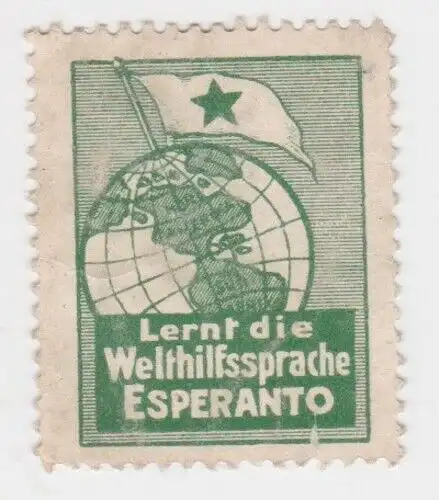 Lernt die
Welthilfssprache
ESPERANTO